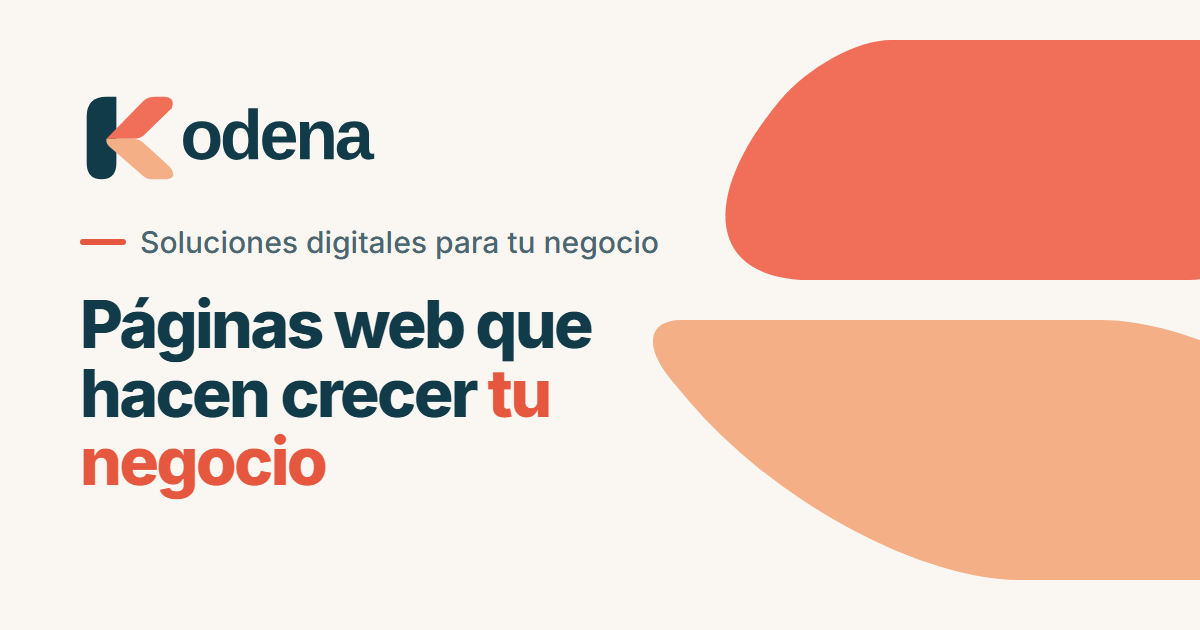 Kodena
Soluciones digitales para tu negocio
Páginas web que
hacen crecer tu
negocio